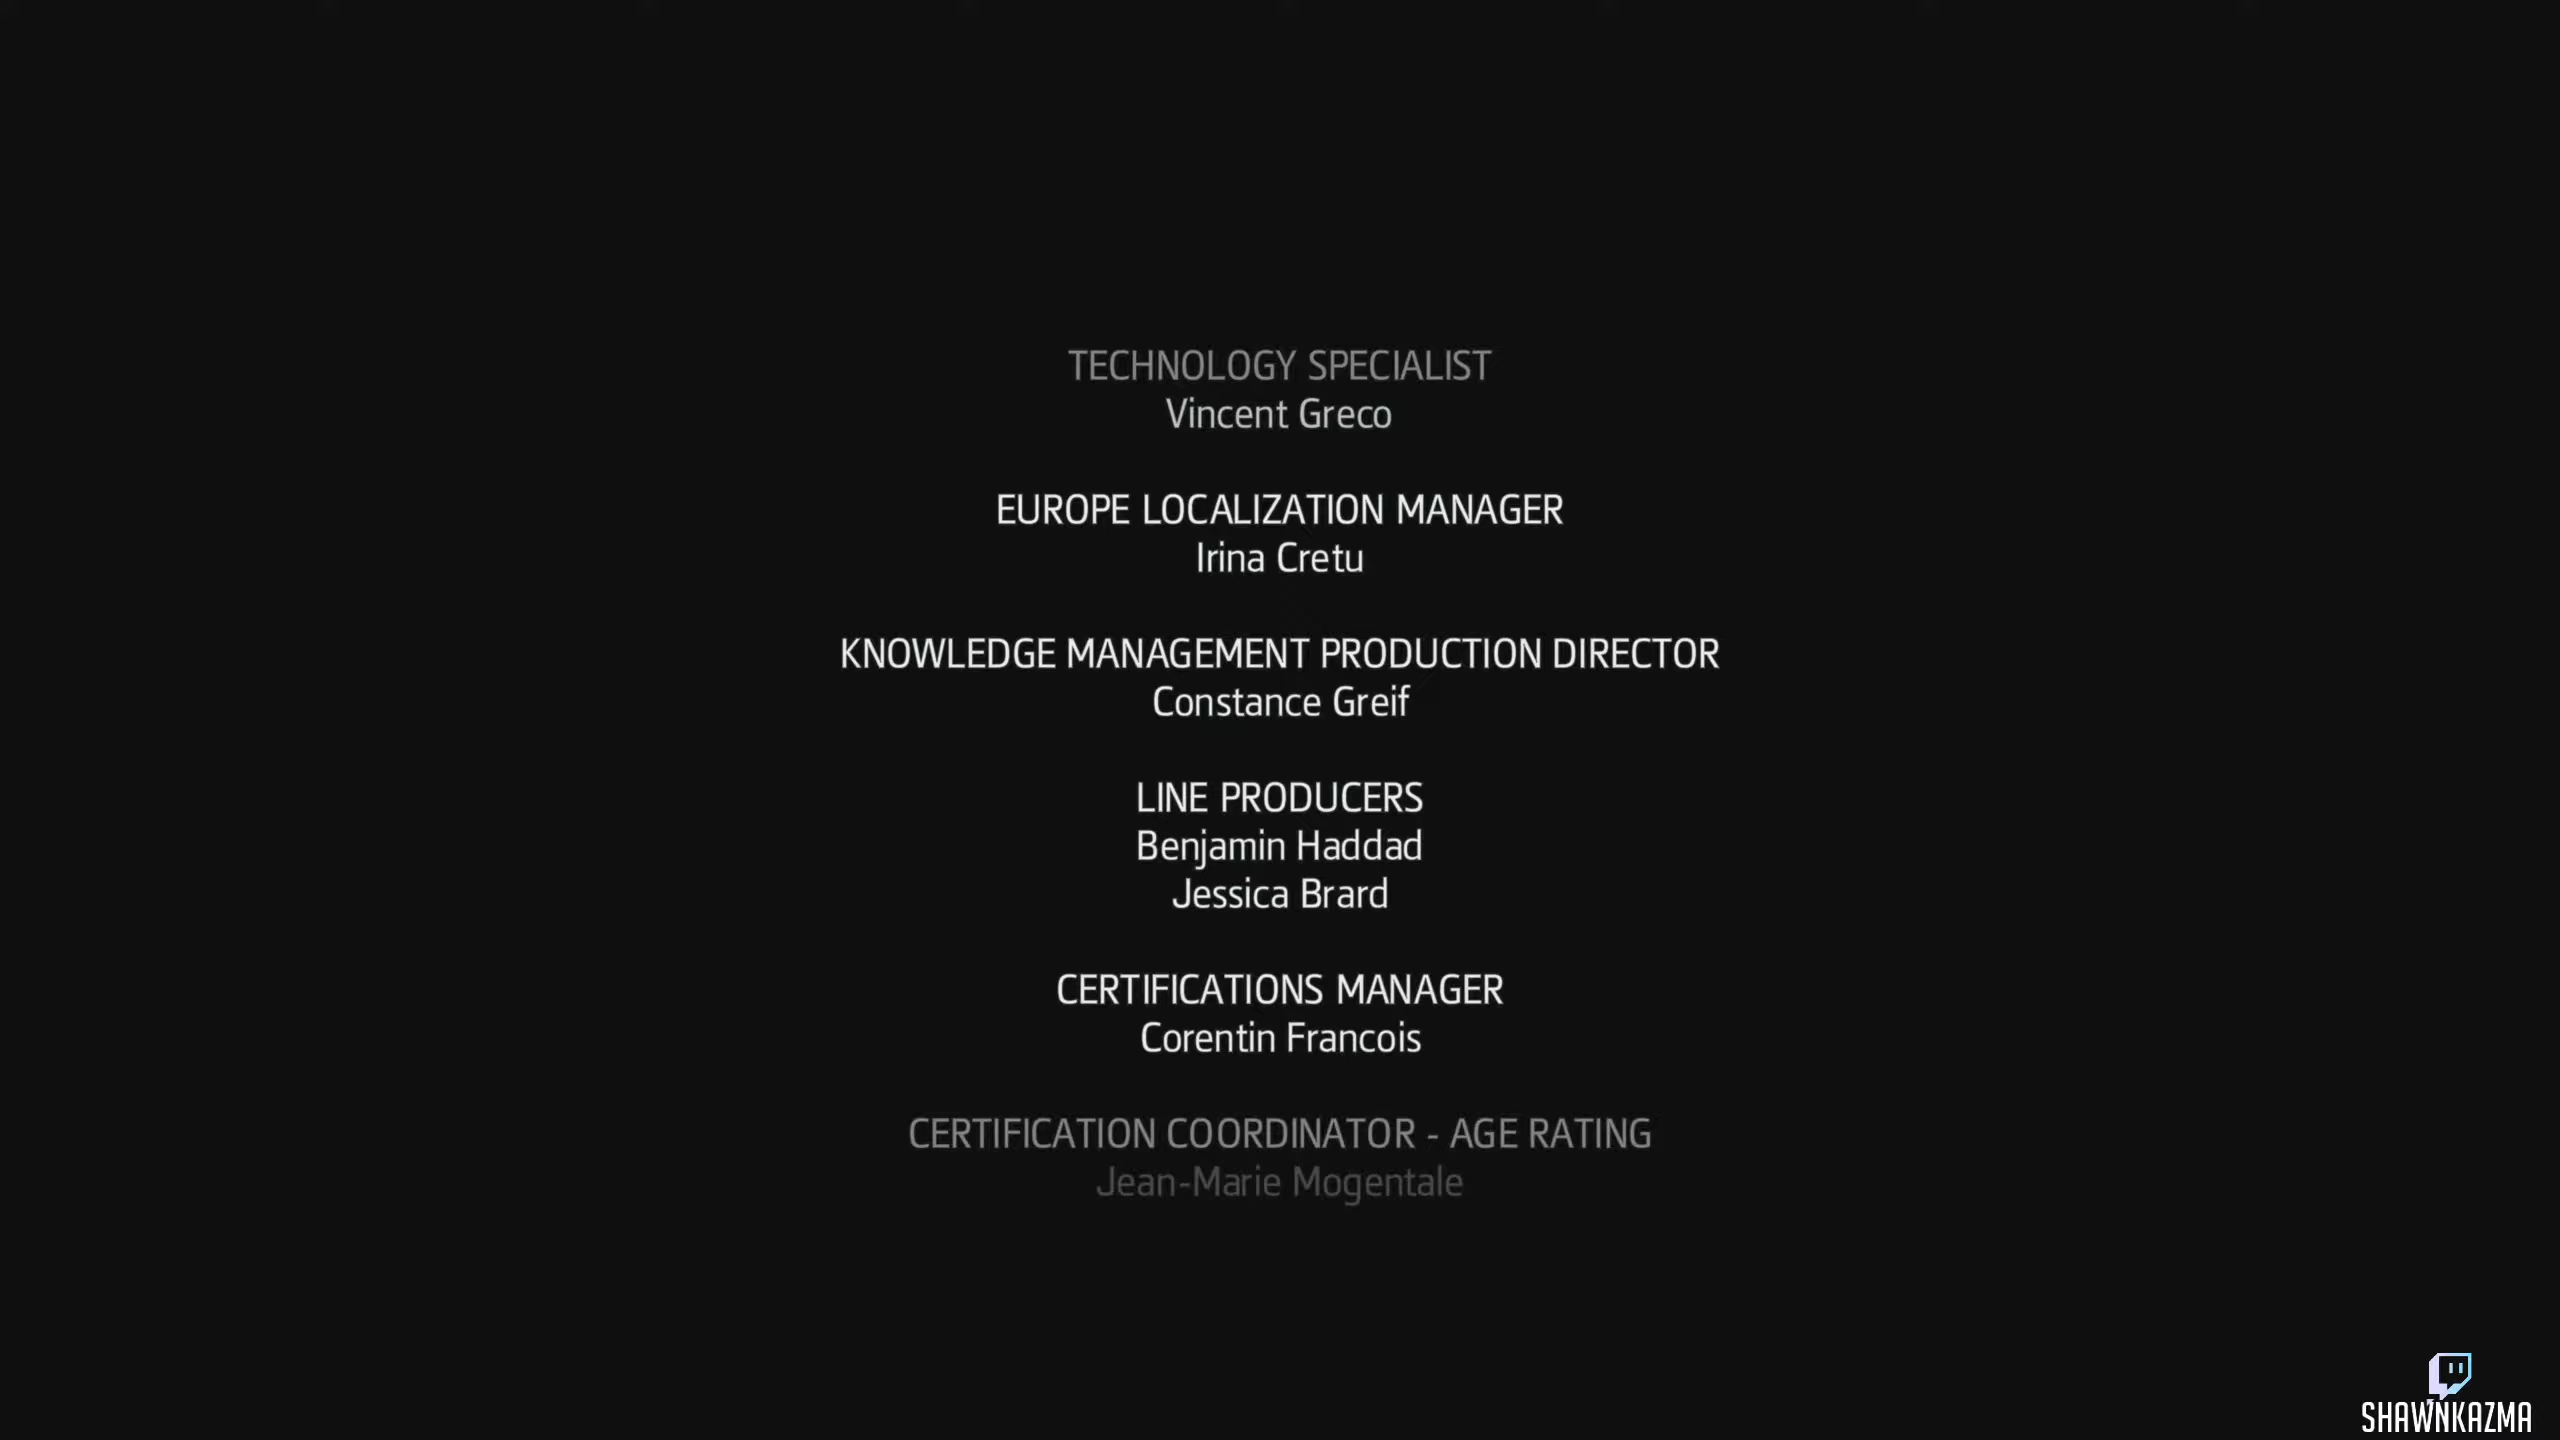 TECHNOLOGY SPECIALIST
Vincent Greco
EUROPE LOCALIZATION MANAGER
Irina Cretu
KNOWLEDGE MANAGEMENT PRODUCTION DIRECTOR
Constance Greif
LINE PRODUCERS
Benjamin Haddad
Jessica Brard
CERTIFICATIONS MANAGER
Corentin Francois
CERTIFICATION COORDINATOR - AGE RATING
Jean-Marie Mogentale
SHAWNKAZMA